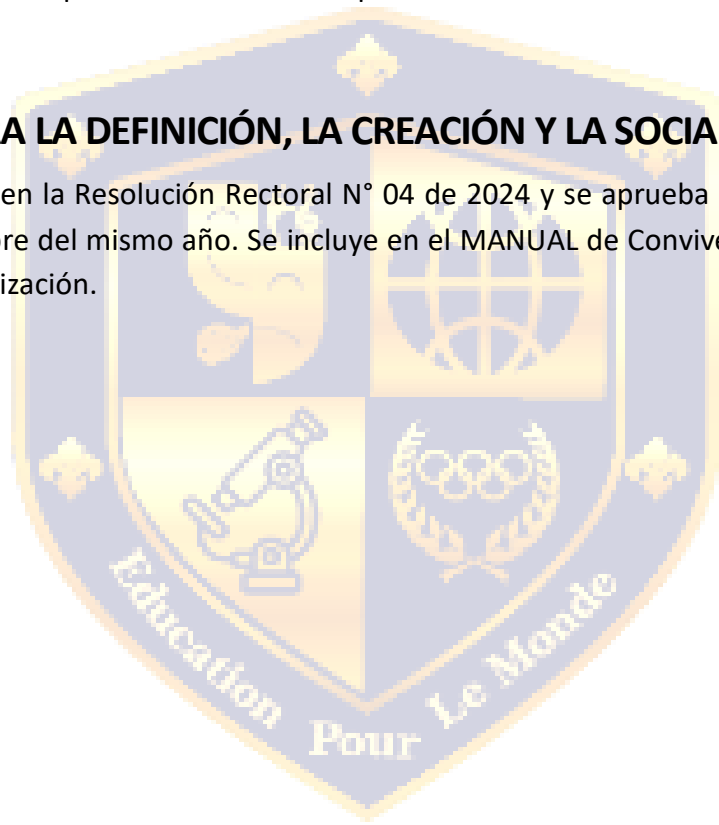 A LA DEFINICIÓN, LA CREACIÓN Y LA SOCIA
en la Resolución Rectoral N° 04 de 2024 y se aprueba
bre del mismo año. Se incluye en el MANUAL de Convive
ización.
Education Pour Le Monde